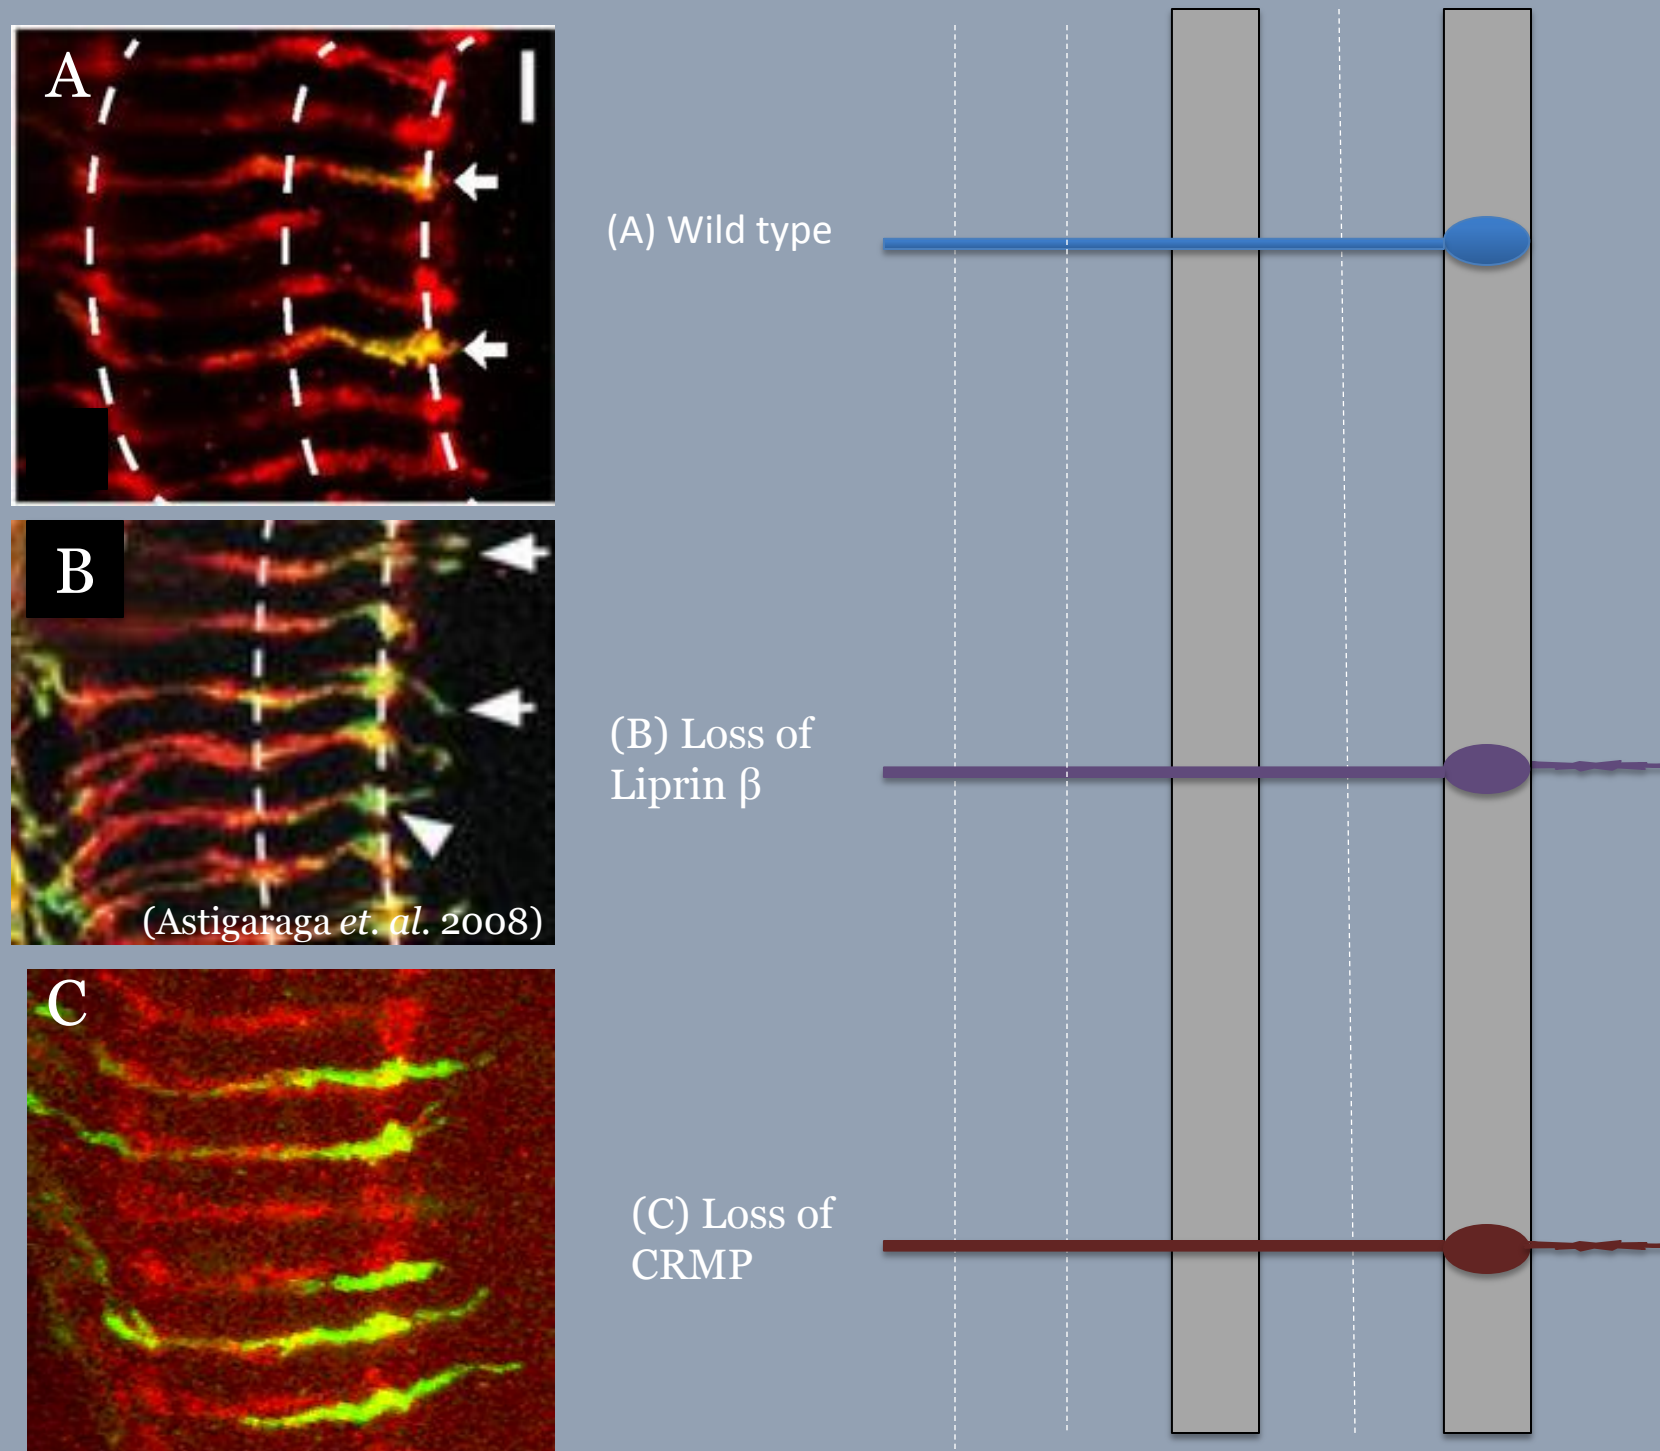 A
(A) Wild type
B
(B) Loss of
Liprin β
(Astigaraga et. al. 2008)
C
(C) Loss of
CRMP